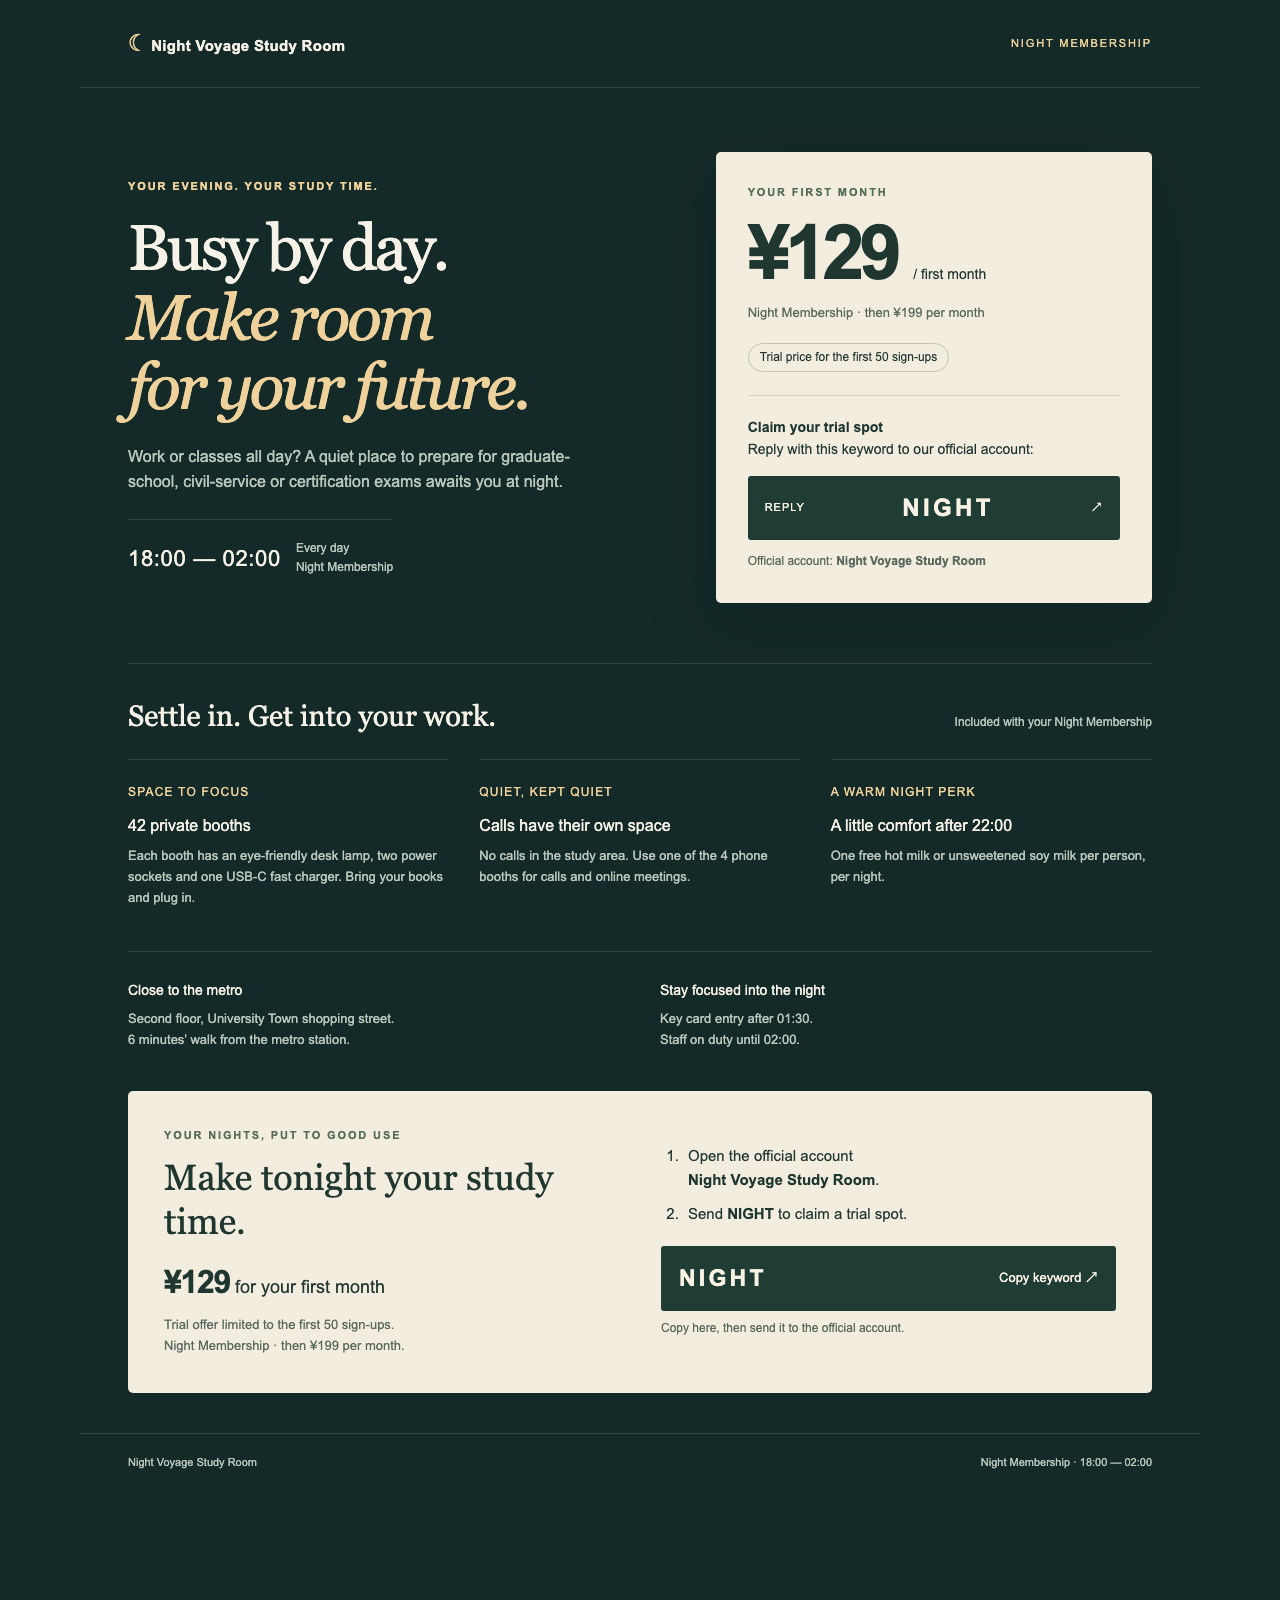 ☾ Night Voyage Study Room
NIGHT MEMBERSHIP
YOUR EVENING. YOUR STUDY TIME.
Busy by day.
Make room
for your future.
Work or classes all day? A quiet place to prepare for graduate-
school, civil-service or certification exams awaits you at night.
18:00 — 02:00
Every day
Night Membership
YOUR FIRST MONTH
¥129 / first month
Night Membership · then ¥199 per month
Trial price for the first 50 sign-ups
Claim your trial spot
Reply with this keyword to our official account:
REPLY NIGHT ↗
Official account: Night Voyage Study Room
Settle in. Get into your work.
Included with your Night Membership
SPACE TO FOCUS
42 private booths
Each booth has an eye-friendly desk lamp, two power
sockets and one USB-C fast charger. Bring your books
and plug in.
QUIET, KEPT QUIET
Calls have their own space
No calls in the study area. Use one of the 4 phone
booths for calls and online meetings.
A WARM NIGHT PERK
A little comfort after 22:00
One free hot milk or unsweetened soy milk per person,
per night.
Close to the metro
Second floor, University Town shopping street.
6 minutes’ walk from the metro station.
Stay focused into the night
Key card entry after 01:30.
Staff on duty until 02:00.
YOUR NIGHTS, PUT TO GOOD USE
Make tonight your study
time.
¥129 for your first month
Trial offer limited to the first 50 sign-ups.
Night Membership · then ¥199 per month.
1. Open the official account
Night Voyage Study Room.
2. Send NIGHT to claim a trial spot.
NIGHT Copy keyword ↗
Copy here, then send it to the official account.
Night Voyage Study Room
Night Membership · 18:00 — 02:00